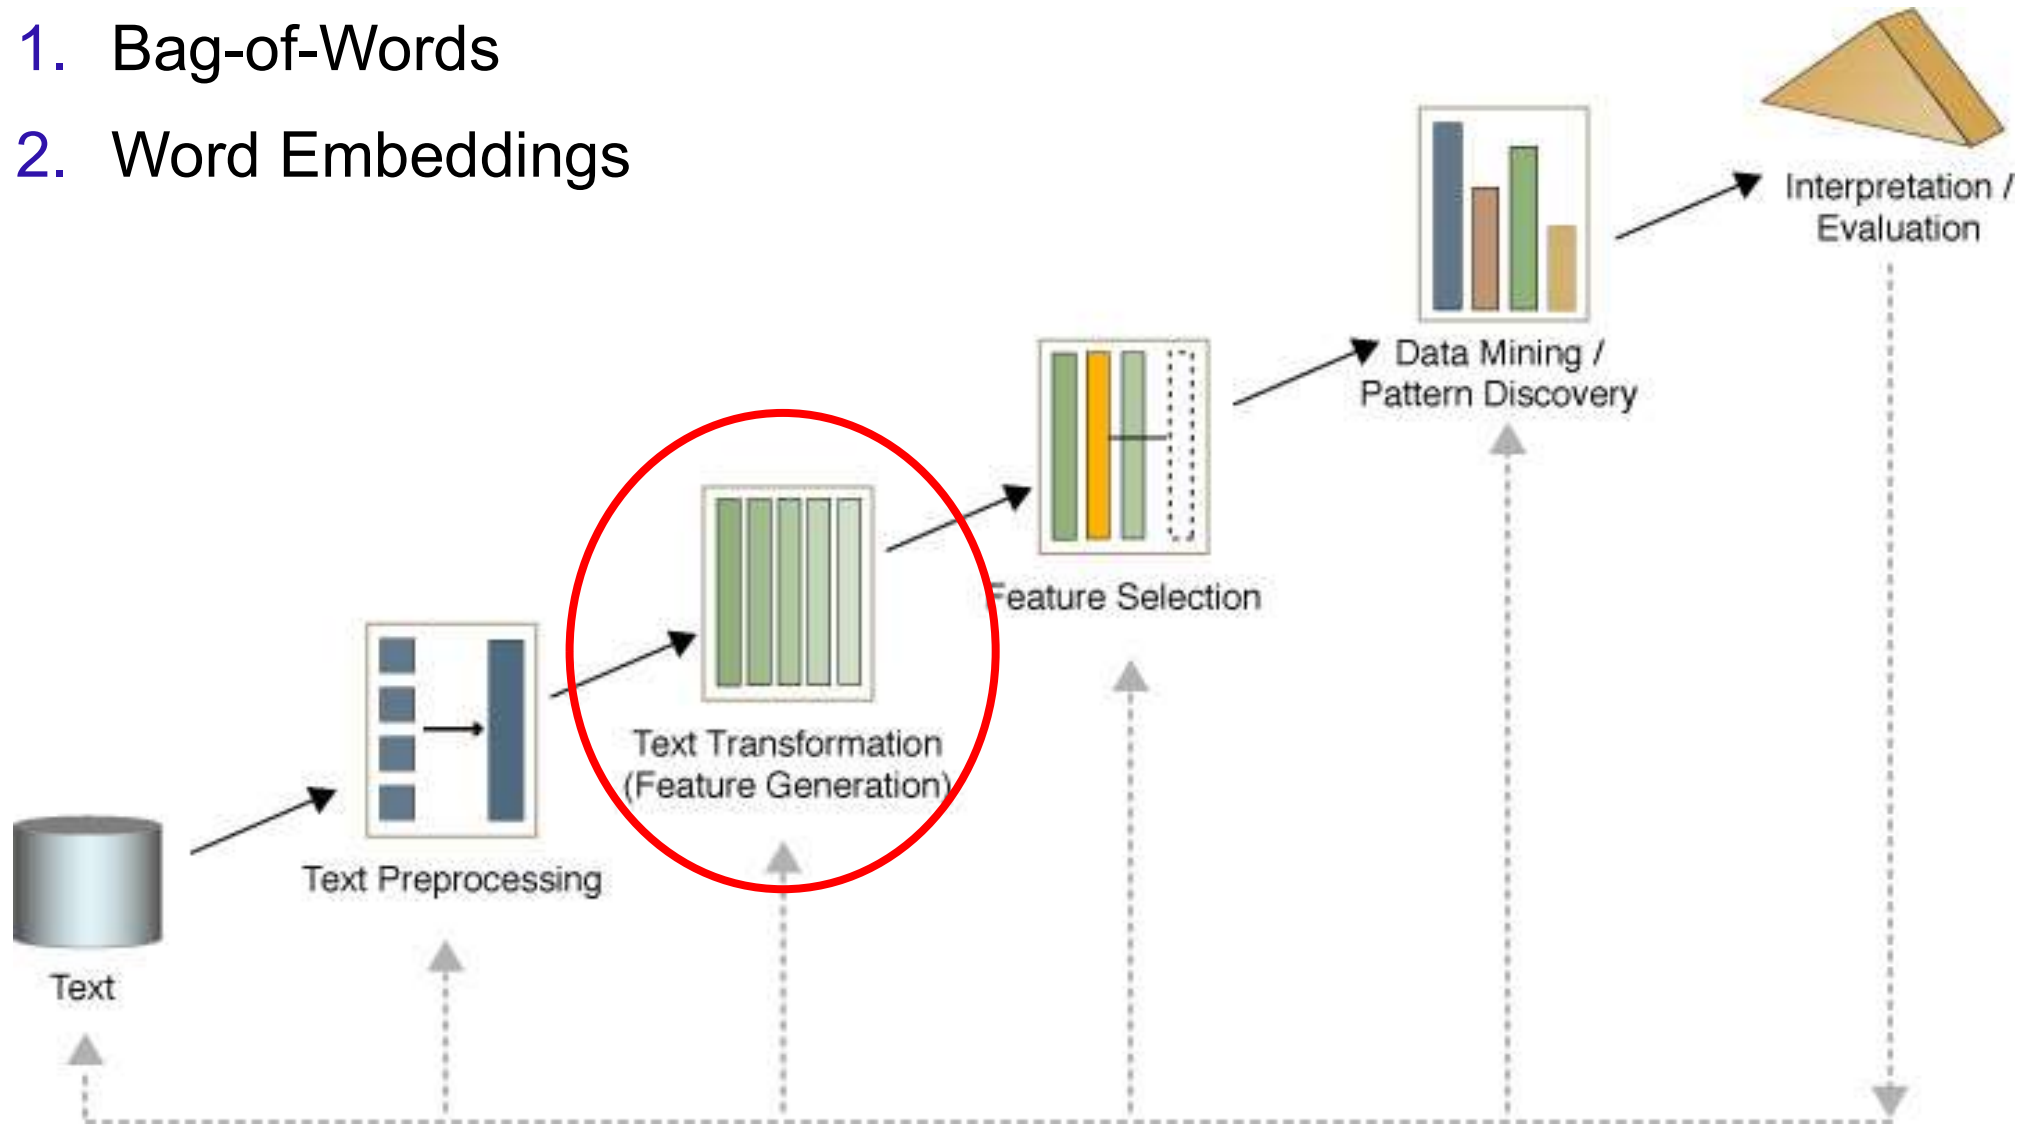 1. Bag-of-Words
2. Word Embeddings
Interpretation /
Evaluation
Data Mining /
Pattern Discovery
Feature Selection
Text Transformation
(Feature Generation)
Text Preprocessing
Text